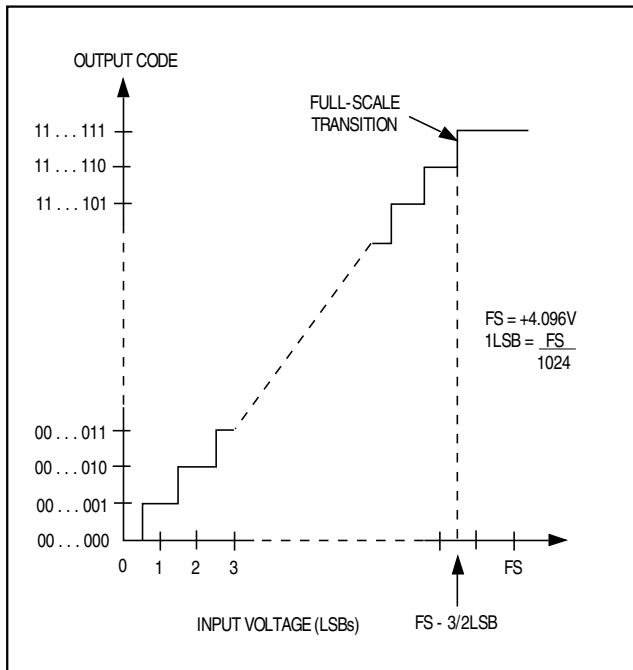 OUTPUT CODE
FULL-SCALE
TRANSITION
11 . . . 111
11 . . . 110
11 . . . 101
FS = +4.096V
1LSB = FS
1024
00 . . . 011
00 . . . 010
00 . . . 001
00 . . . 000
0 1 2 3 FS
INPUT VOLTAGE (LSBs)
FS - 3/2LSB